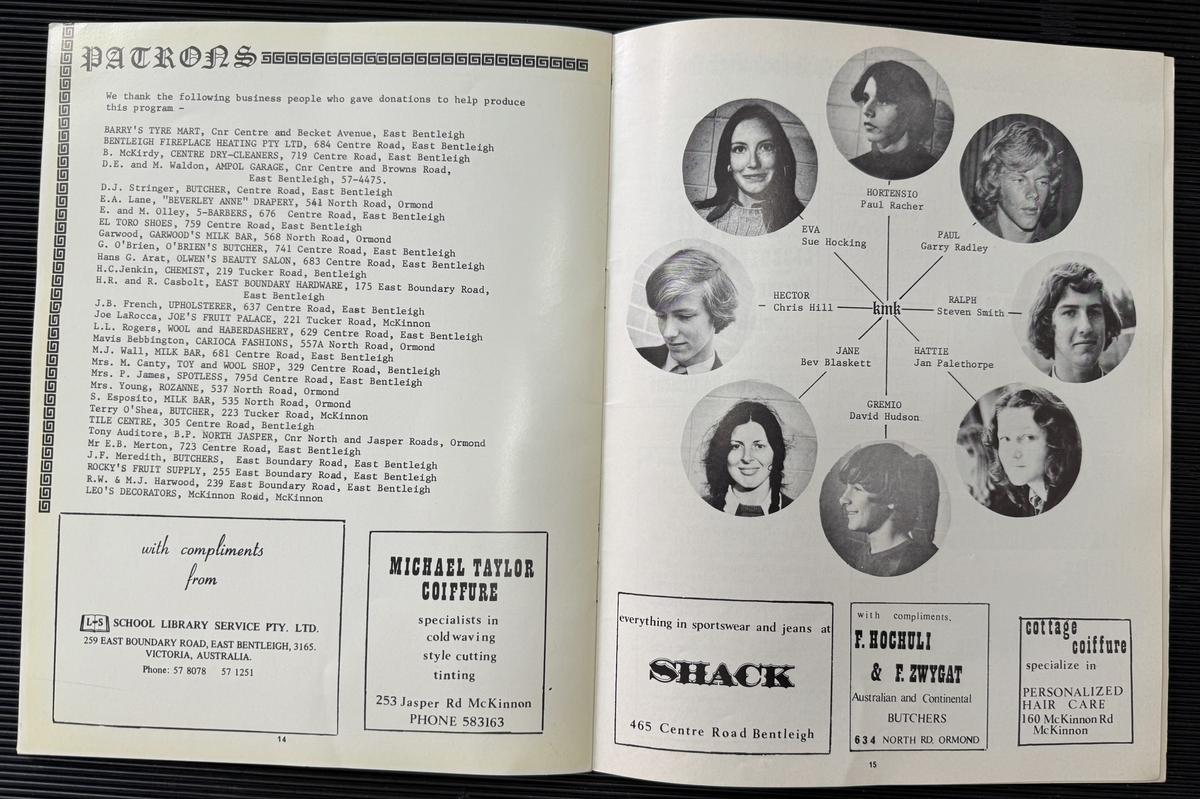 PATRONS
We thank the following business people who gave donations to help produce
this program -
BARRY'S TYRE MART, Cnr Centre and Becket Avenue, East Bentleigh
BENTLEIGH FIREPLACE HEATING PTY LTD, 684 Centre Road, East Bentleigh
B. McKirdy, CENTRE DRY-CLEANERS, 719 Centre Road, East Bentleigh
D.E. and M. Waldon, AMPOL GARAGE, Cnr Centre and Browns Road,
East Bentleigh, 57-4475.
D.J. Stringer, BUTCHER, Centre Road, East Bentleigh
E.A. Lane, "BEVERLEY ANNE" DRAPERY, 541 North Road, Ormond
E. and M. Olley, 5-BARBERS, 676 Centre Road, East Bentleigh
EL TORO SHOES, 759 Centre Road, East Bentleigh
Garwood, GARWOOD'S MILK BAR, 568 North Road, Ormond
G. O'Brien, O'BRIEN'S BUTCHER, 741 Centre Road, East Bentleigh
Hans G. Arat, OLWEN'S BEAUTY SALON, 683 Centre Road, East Bentleigh
H.C.Jenkin, CHEMIST, 219 Tucker Road, Bentleigh
H.R. and R. Casbolt, EAST BOUNDARY HARDWARE, 175 East Boundary Road,
East Bentleigh
J.B. French, UPHOLSTERER, 637 Centre Road, East Bentleigh
Joe LaRocca, JOE'S FRUIT PALACE, 221 Tucker Road, McKinnon
L.L. Rogers, WOOL and HABERDASHERY, 629 Centre Road, East Bentleigh
Mavis Bebbington, CARIOCA FASHIONS, 557A North Road, Ormond
M.J. Wall, MILK BAR, 681 Centre Road, East Bentleigh
Mrs. M. Canty, TOY and WOOL SHOP, 329 Centre Road, Bentleigh
Mrs. P. James, SPOTLESS, 795d Centre Road, East Bentleigh
Mrs. Young, ROZANNE, 537 North Road, Ormond
S. Esposito, MILK BAR, 535 North Road, Ormond
Terry O'Shea, BUTCHER, 223 Tucker Road, McKinnon
TILE CENTRE, 305 Centre Road, Bentleigh
Tony Auditore, B.P. NORTH JASPER, Cnr North and Jasper Roads, Ormond
Mr E.B. Merton, 723 Centre Road, East Bentleigh
J.F. Meredith, BUTCHERS, East Boundary Road, East Bentleigh
ROCKY'S FRUIT SUPPLY, 255 East Boundary Road, East Bentleigh
R.W. & M.J. Harwood, 239 East Boundary Road, East Bentleigh
LEO'S DECORATORS, McKinnon Road, McKinnon
with compliments
from
L-S SCHOOL LIBRARY SERVICE PTY. LTD.
259 EAST BOUNDARY ROAD, EAST BENTLEIGH, 3165.
VICTORIA, AUSTRALIA.
Phone: 57 8078 57 1251
MICHAEL TAYLOR
COIFFURE
specialists in
cold waving
style cutting
tinting
253 Jasper Rd McKinnon
PHONE 583163
14
HORTENSIO
Paul Racher
EVA
Sue Hocking
PAUL
Garry Radley
HECTOR
Chris Hill
kmk
RALPH
Steven Smith
JANE
Bev Blaskett
HATTIE
Jan Palethorpe
GREMIO
David Hudson
everything in sportswear and jeans at
SHACK
465 Centre Road Bentleigh
with compliments,
F. HOCHULI
& F. ZWYGAT
Australian and Continental
BUTCHERS
634 NORTH RD. ORMOND
cottage
coiffure
specialize in
PERSONALIZED
HAIR CARE
160 McKinnon Rd
McKinnon
15